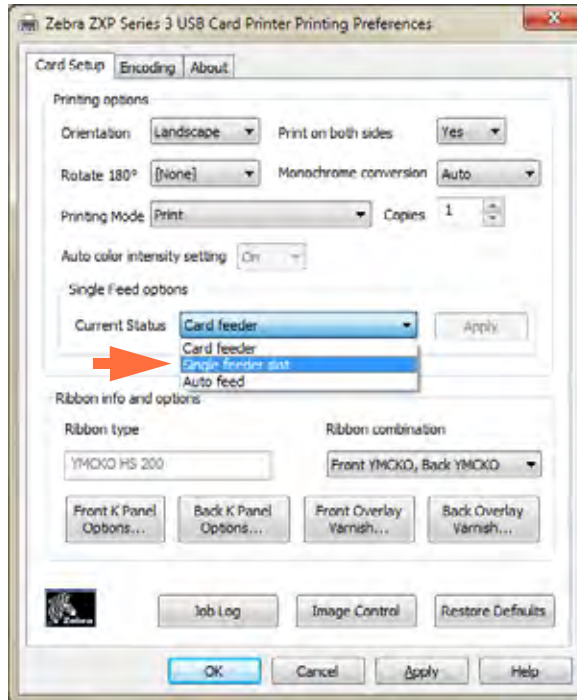 Zebra ZXP Series 3 USB Card Printer Printing Preferences
Card Setup Encoding About
Printing options
Orientation Landscape Print on both sides Yes
Rotate 180° [None] Monochrome conversion Auto
Printing Mode Print Copies 1
Auto color intensity setting On
Single Feed options
Current Status Card feeder Apply
Card feeder
Single feeder slot
Auto feed
Ribbon info and options
Ribbon type Ribbon combination
YMCKO HS 200 Front YMCKO, Back YMCKO
Front K Panel Options... Back K Panel Options... Front Overlay Varnish... Back Overlay Varnish...
Zebra Job Log Image Control Restore Defaults
OK Cancel Apply Help